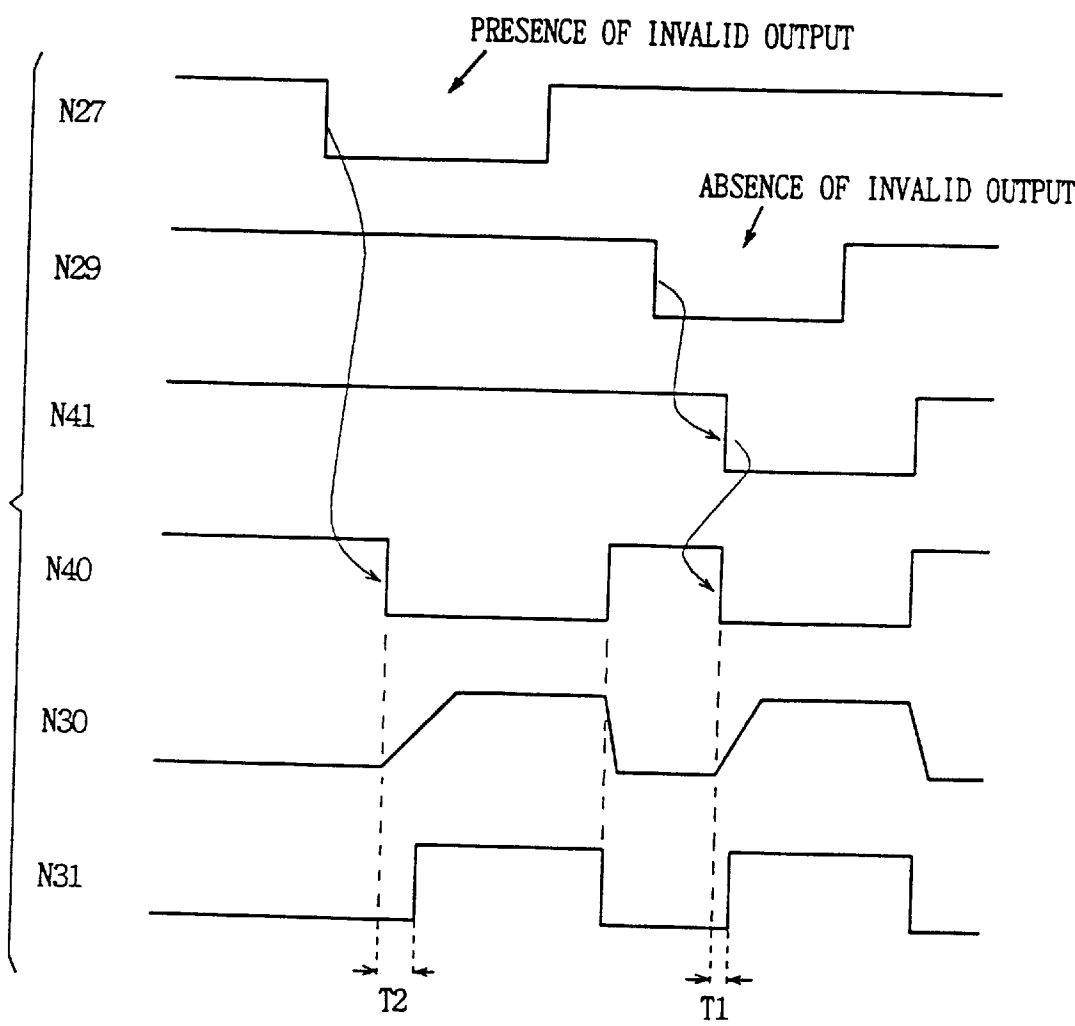 PRESENCE OF INVALID OUTPUT
N27
ABSENCE OF INVALID OUTPUT
N29
N41
N40
N30
N31
T2
T1